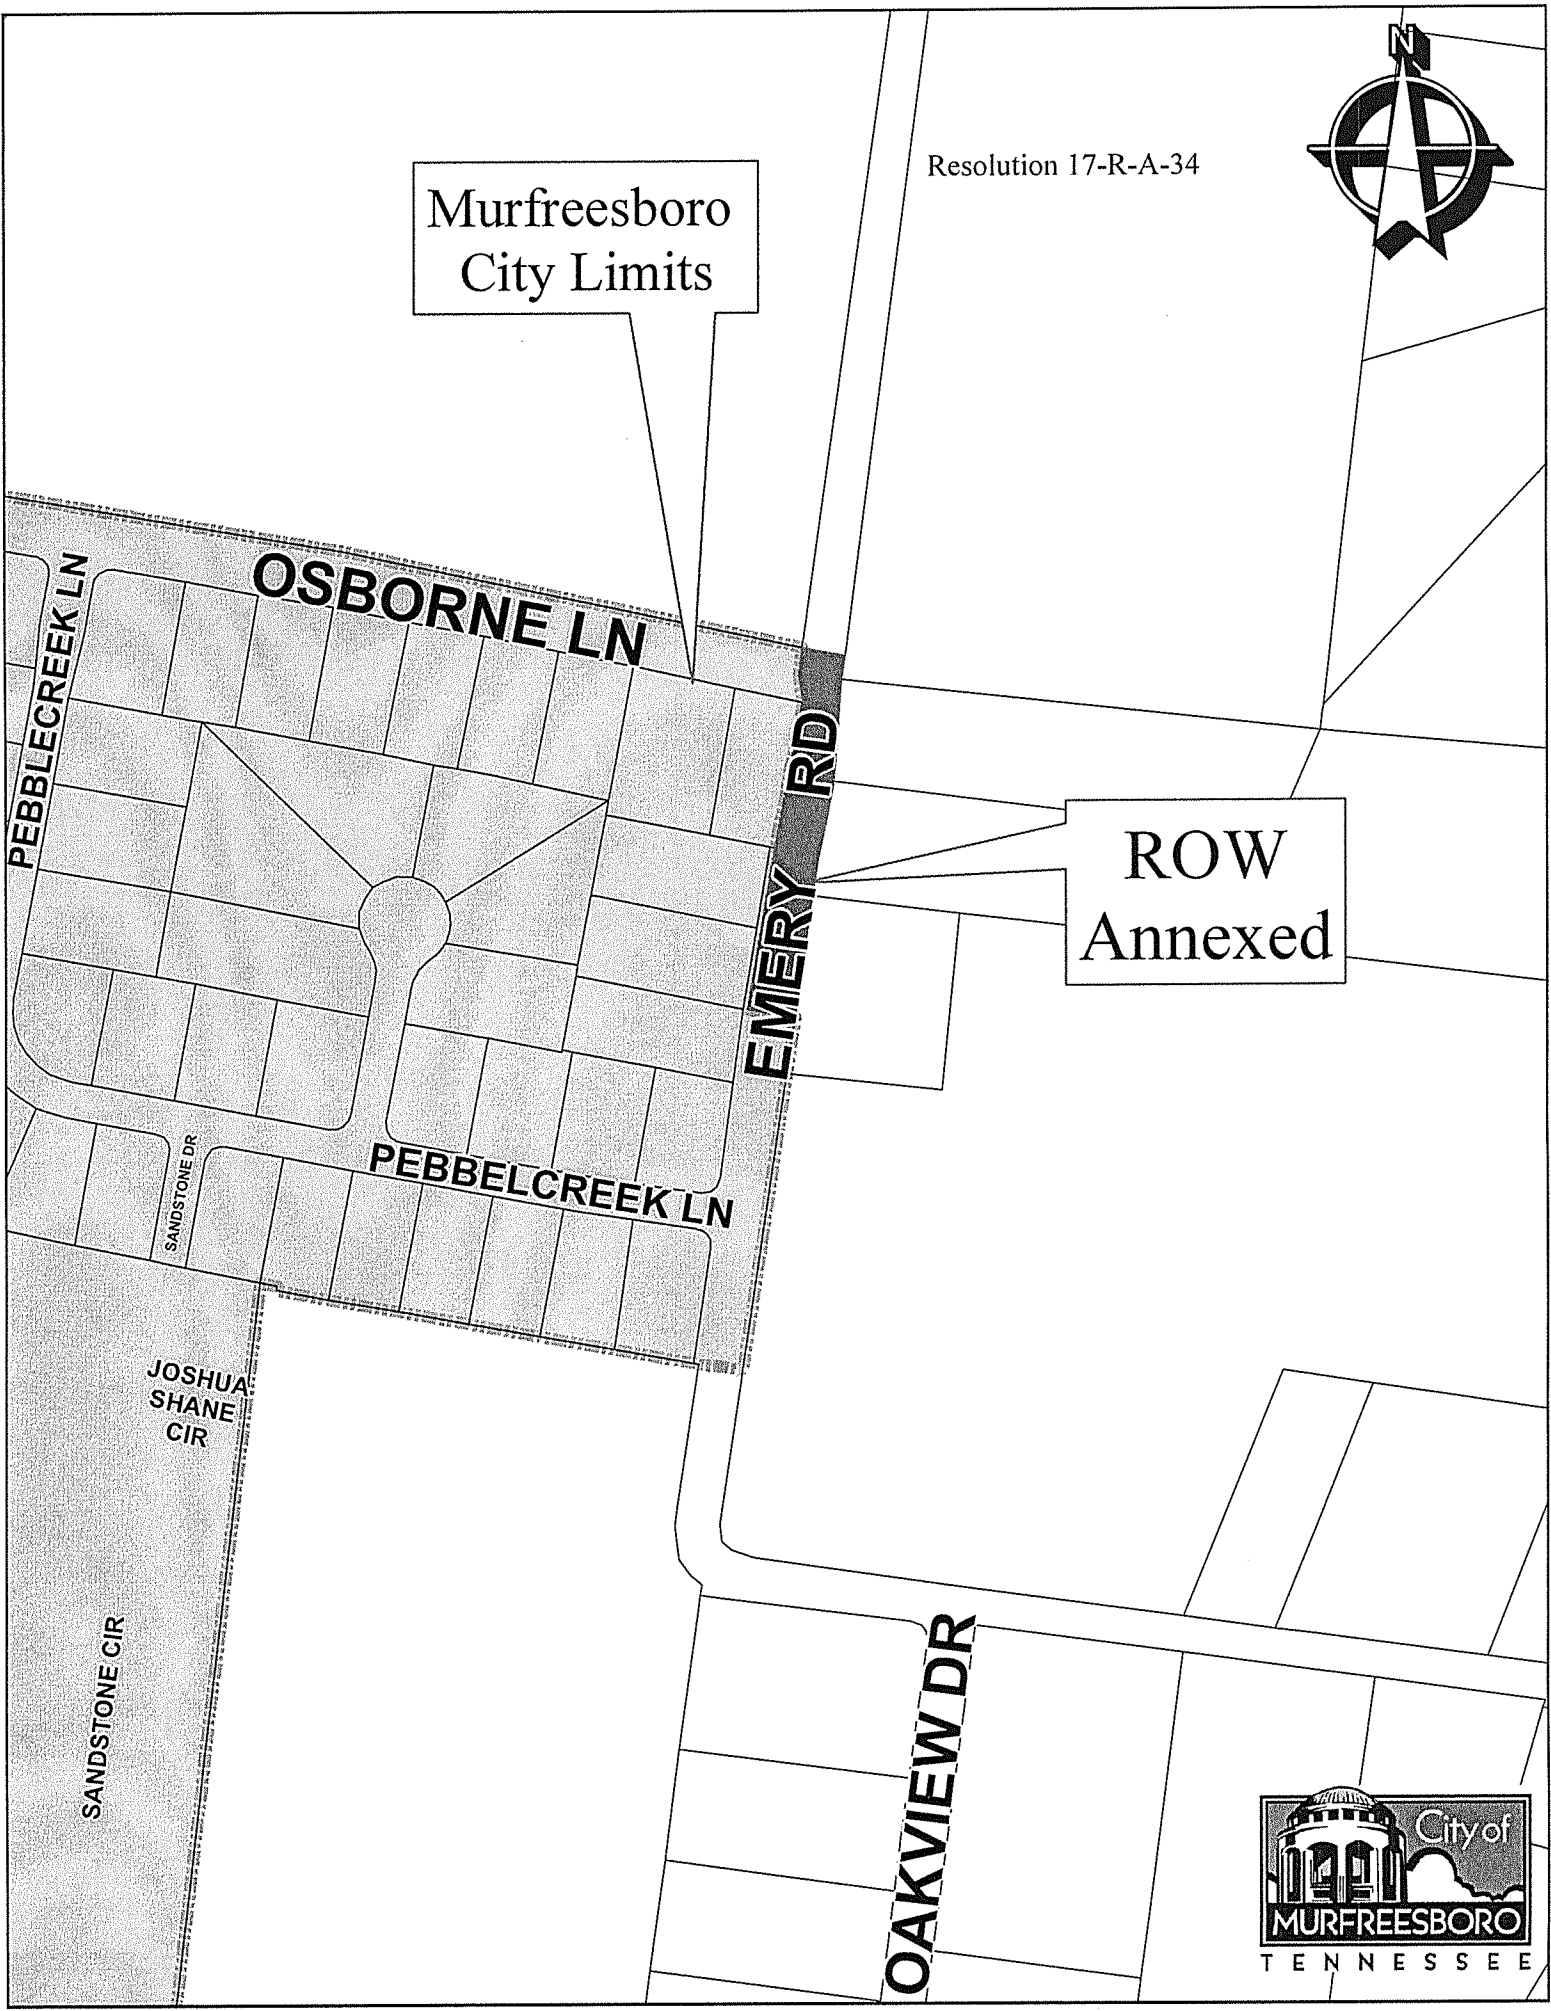 N
Resolution 17-R-A-34
Murfreesboro
City Limits
OSBORNE LN
PEBBLECREEK LN
EMERY RD
ROW
Annexed
PEBBELCREEK LN
SANDSTONE DR
JOSHUA
SHANE
CIR
SANDSTONE CIR
OAKVIEW DR
City of
MURFREESBORO
TENNESSEE